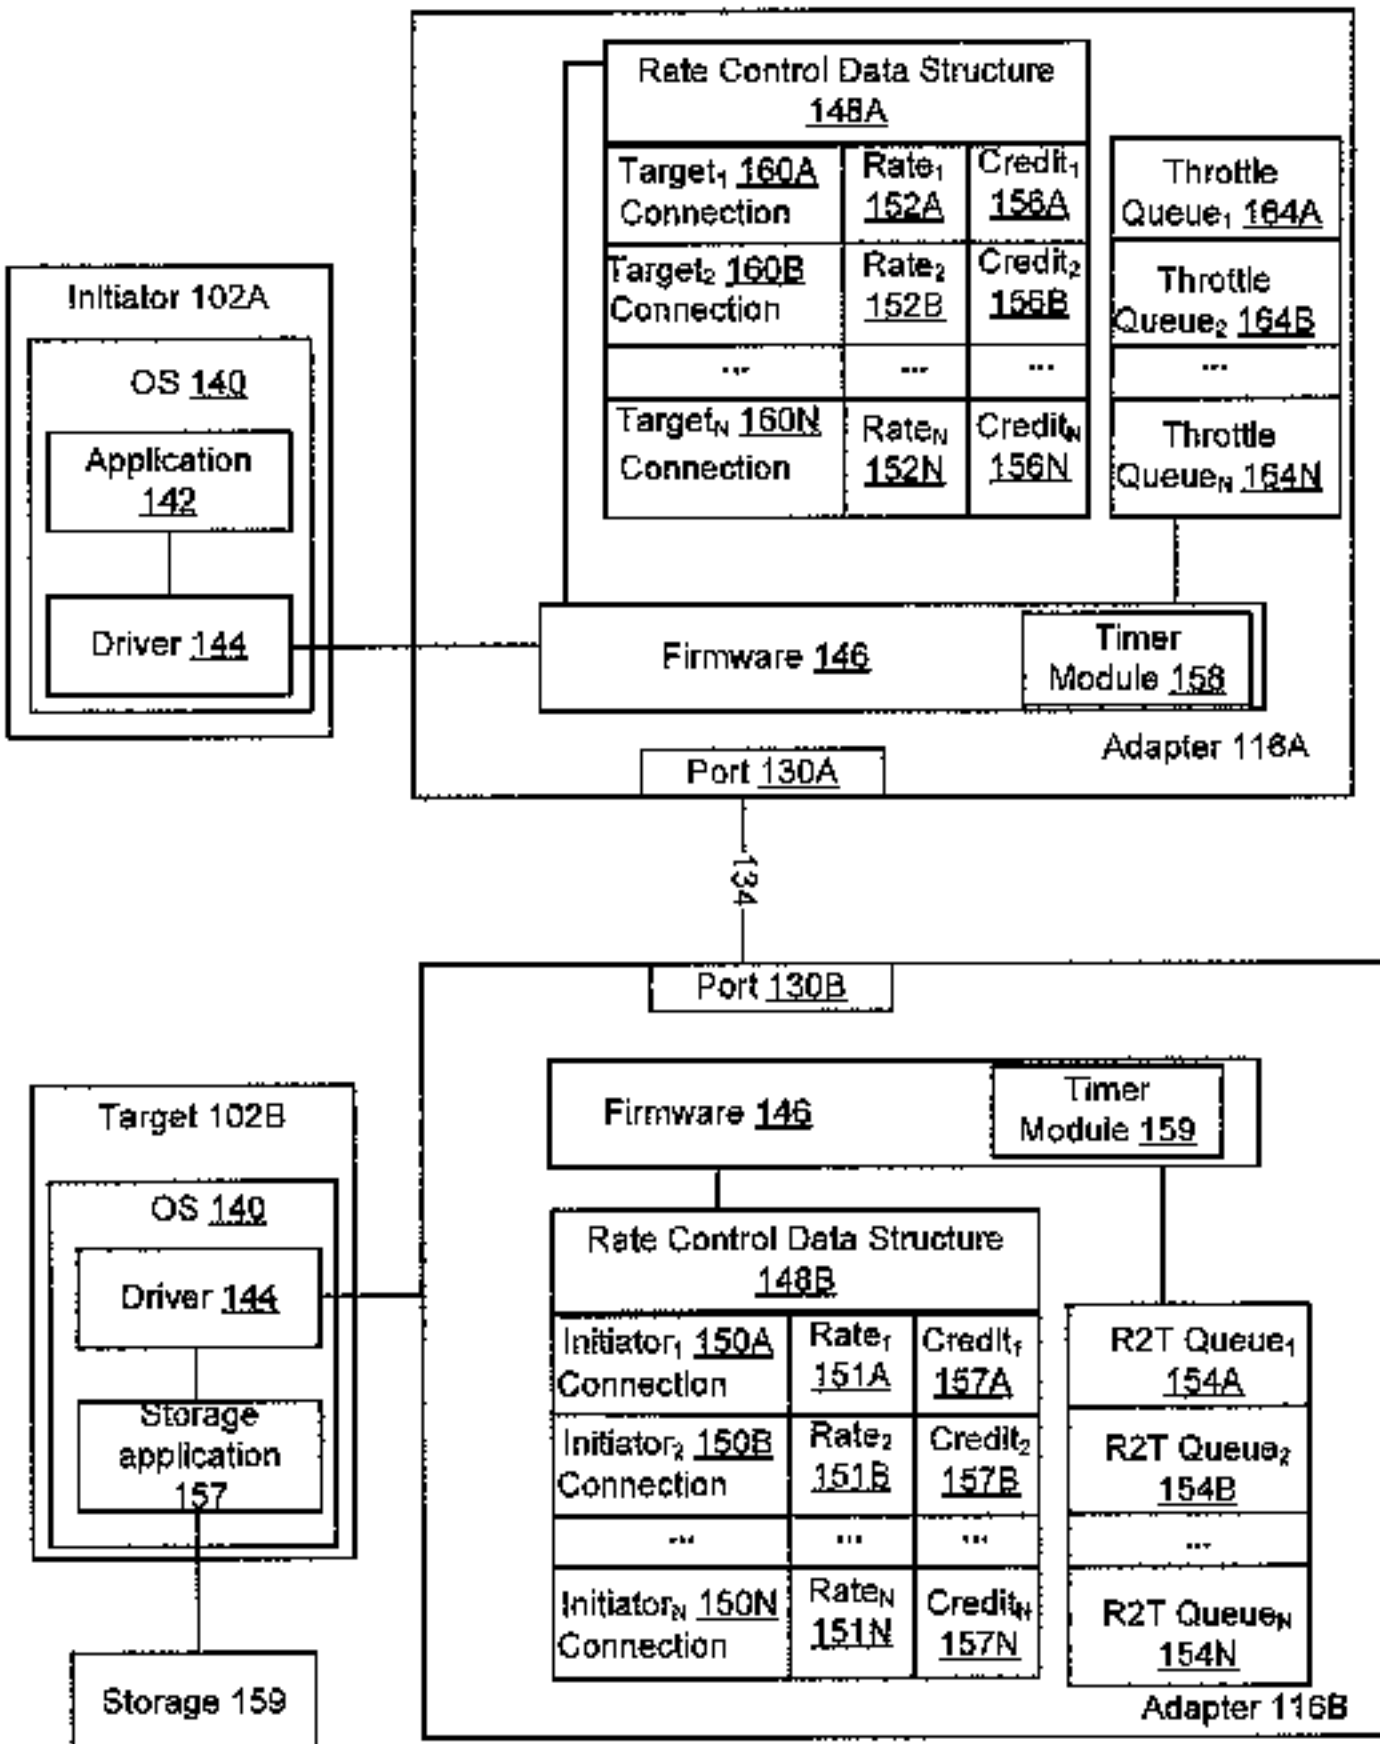 Rate Control Data Structure
148A
Target1 160A
Connection
Rate1
152A
Credit1
156A
Target2 160B
Connection
Rate2
152B
Credit2
156B
...
...
...
TargetN 160N
Connection
RateN
152N
CreditN
156N
Throttle
Queue1 164A
Throttle
Queue2 164B
...
Throttle
QueueN 164N
Initiator 102A
OS 140
Application
142
Driver 144
Firmware 146
Timer
Module 158
Adapter 116A
Port 130A
134
Port 130B
Firmware 146
Timer
Module 159
Target 102B
OS 140
Driver 144
Storage
application
157
Storage 159
Rate Control Data Structure
148B
Initiator1 150A
Connection
Rate1
151A
Credit1
157A
Initiator2 150B
Connection
Rate2
151B
Credit2
157B
...
...
...
InitiatorN 150N
Connection
RateN
151N
CreditN
157N
R2T Queue1
154A
R2T Queue2
154B
...
R2T QueueN
154N
Adapter 116B